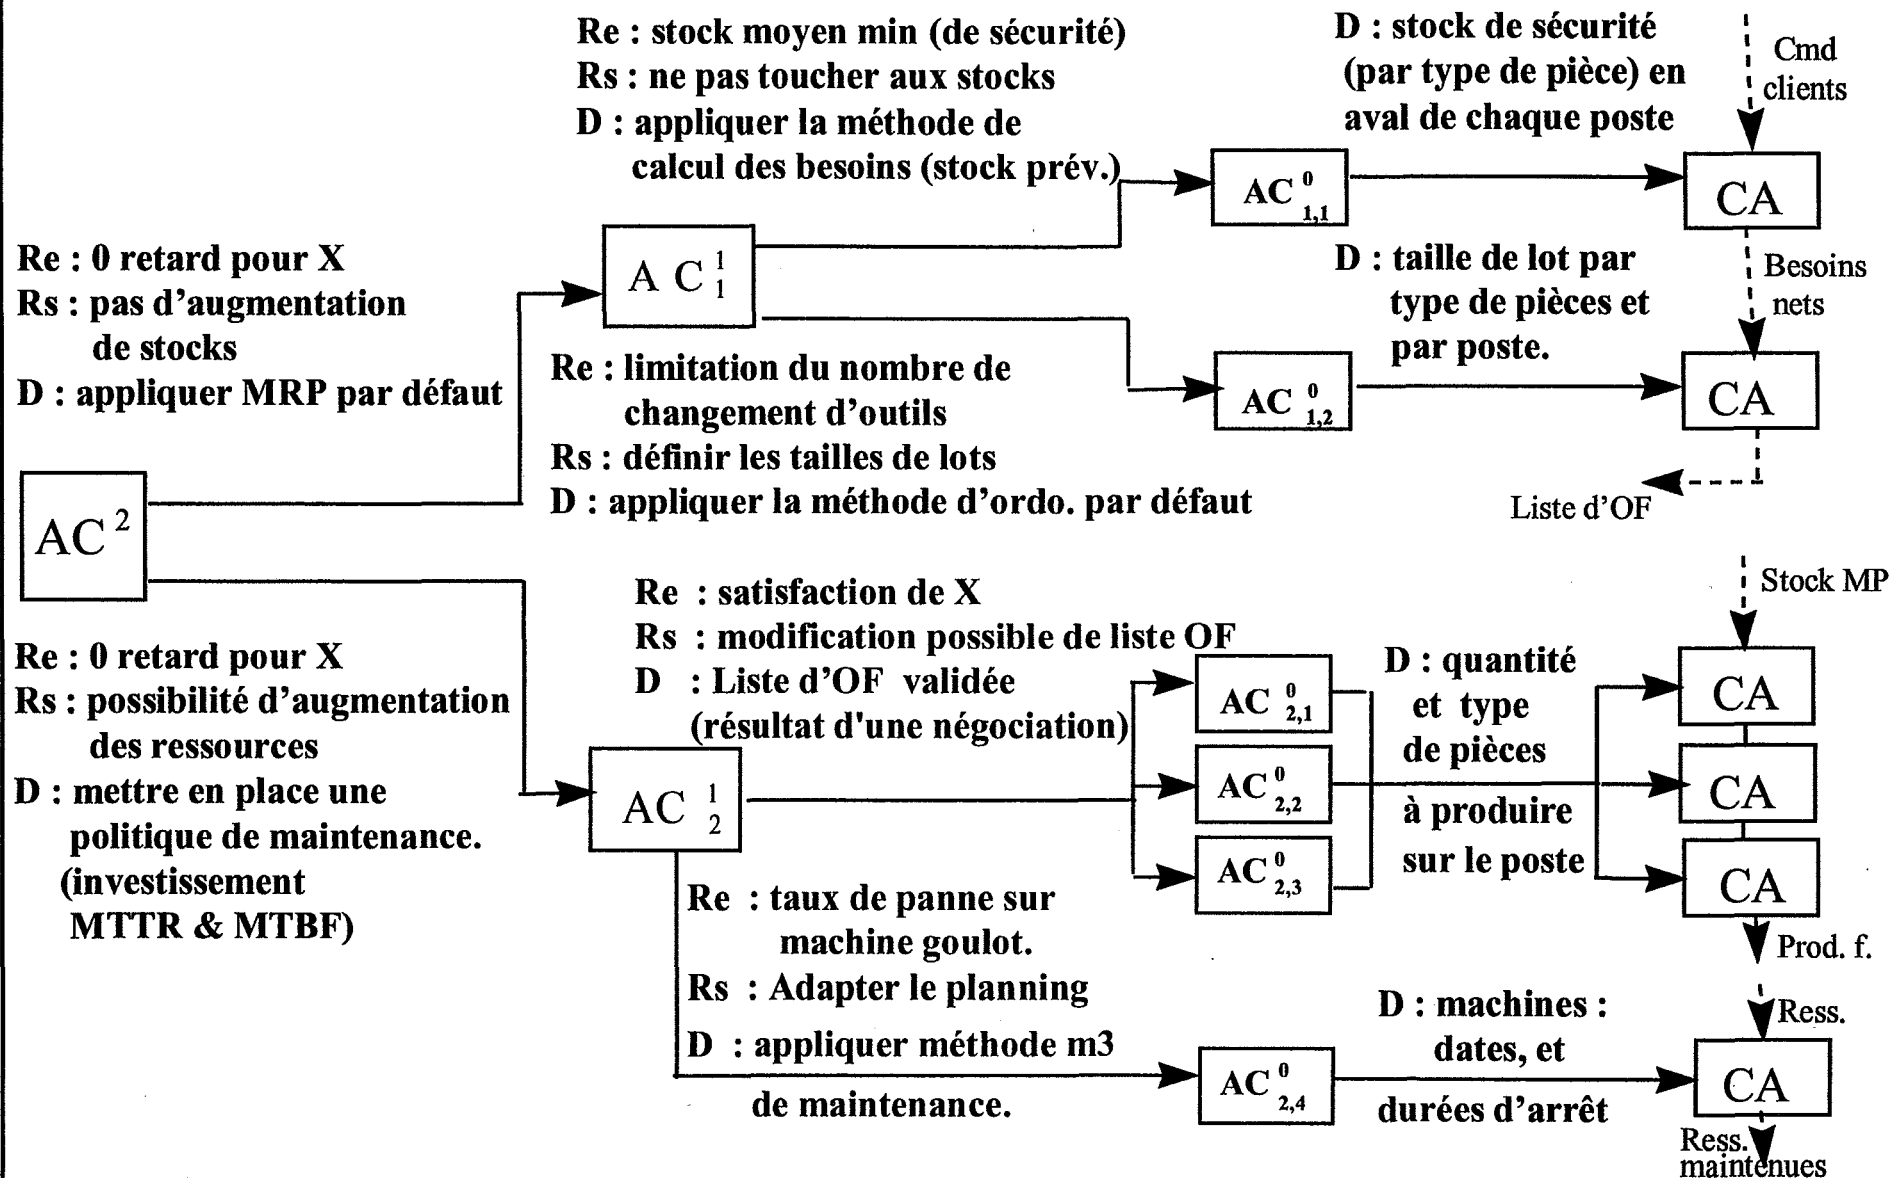 Re : stock moyen min (de sécurité)
Rs : ne pas toucher aux stocks
D : appliquer la méthode de
calcul des besoins (stock prév.)
D : stock de sécurité
(par type de pièce) en
aval de chaque poste
Cmd
clients
AC 0 1,1
CA
Re : 0 retard pour X
Rs : pas d'augmentation
de stocks
D : appliquer MRP par défaut
A C 1 1
D : taille de lot par
type de pièces et
par poste.
Besoins
nets
Re : limitation du nombre de
changement d'outils
Rs : définir les tailles de lots
D : appliquer la méthode d'ordo. par défaut
AC 0 1,2
CA
Liste d'OF
AC 2
Re : satisfaction de X
Rs : modification possible de liste OF
D : Liste d'OF validée
(résultat d'une négociation)
Stock MP
Re : 0 retard pour X
Rs : possibilité d'augmentation
des ressources
D : mettre en place une
politique de maintenance.
(investissement
MTTR & MTBF)
AC 1 2
AC 0 2,1
AC 0 2,2
AC 0 2,3
D : quantité
et type
de pièces
à produire
sur le poste
CA
CA
CA
Prod. f.
Re : taux de panne sur
machine goulot.
Rs : Adapter le planning
D : appliquer méthode m3
de maintenance.
AC 0 2,4
D : machines :
dates, et
durées d'arrêt
Ress.
CA
Ress.
maintenues